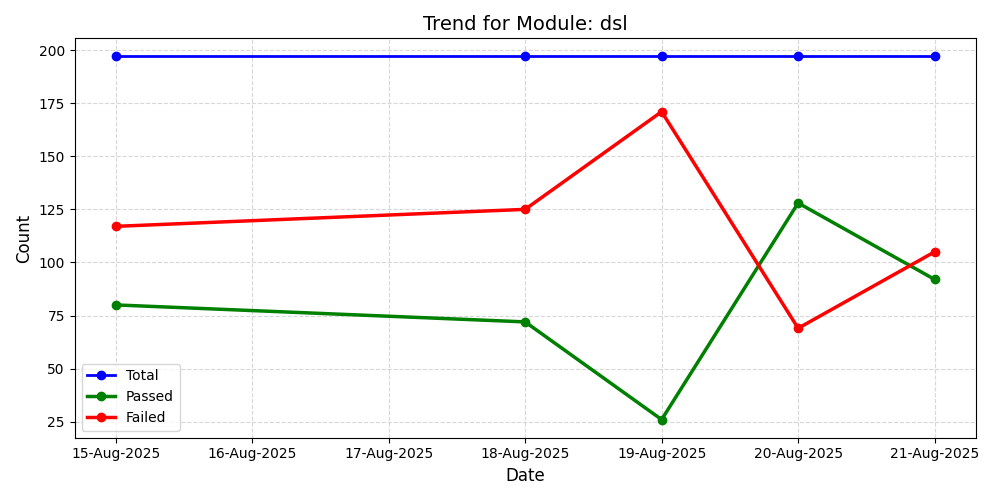 Trend for Module: dsl
Count
200
175
150
125
100
75
50
25
Total
Passed
Failed
15-Aug-2025 16-Aug-2025 17-Aug-2025 18-Aug-2025 19-Aug-2025 20-Aug-2025 21-Aug-2025
Date